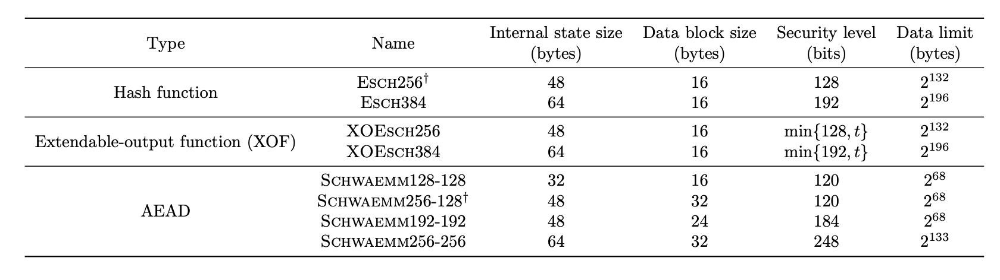 Type Name Internal state size (bytes) Data block size (bytes) Security level (bits) Data limit (bytes)
Hash function
Esch256† 48 16 128 2^132
Esch384 64 16 192 2^196
Extendable-output function (XOF)
XOEsch256 48 16 min{128, t} 2^132
XOEsch384 64 16 min{192, t} 2^196
AEAD
Schwaemm128-128 32 16 120 2^68
Schwaemm256-128† 48 32 120 2^68
Schwaemm192-192 48 24 184 2^68
Schwaemm256-256 64 32 248 2^133